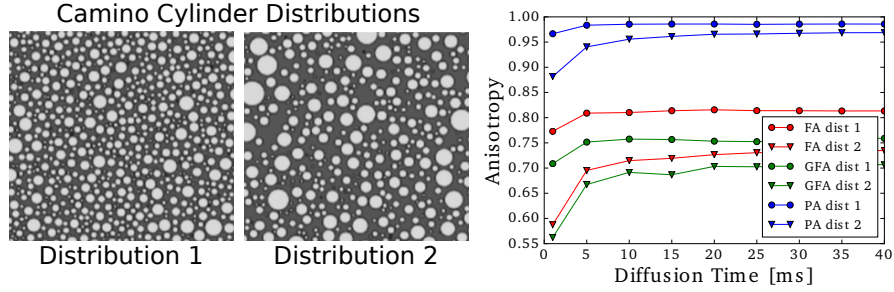 Camino Cylinder Distributions
Distribution 1
Distribution 2
Anisotropy
1.00
0.95
0.90
0.85
0.80
0.75
0.70
0.65
0.60
0.55
FA dist 1
FA dist 2
GFA dist 1
GFA dist 2
PA dist 1
PA dist 2
0 5 10 15 20 25 30 35 40
Diffusion Time [ms]